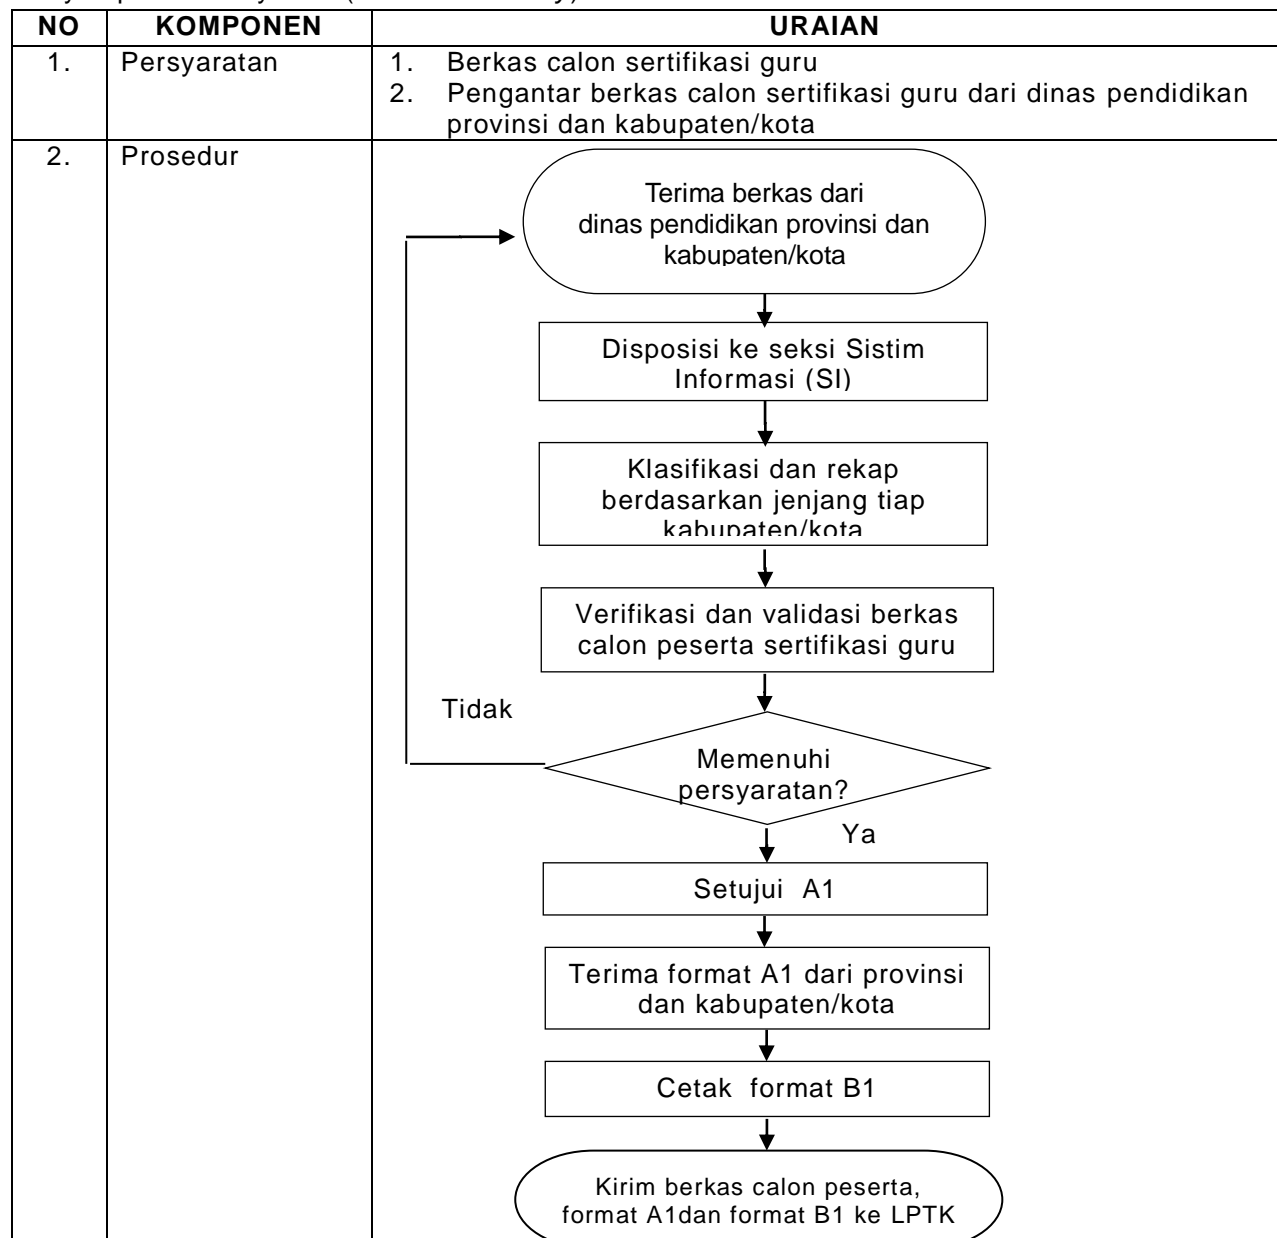 NO KOMPONEN URAIAN
1. Persyaratan 1. Berkas calon sertifikasi guru
2. Pengantar berkas calon sertifikasi guru dari dinas pendidikan
provinsi dan kabupaten/kota
2. Prosedur
Terima berkas dari
dinas pendidikan provinsi dan
kabupaten/kota
Disposisi ke seksi Sistim
Informasi (SI)
Klasifikasi dan rekap
berdasarkan jenjang tiap
kabupaten/kota
Verifikasi dan validasi berkas
calon peserta sertifikasi guru
Tidak
Memenuhi
persyaratan?
Ya
Setujui A1
Terima format A1 dari provinsi
dan kabupaten/kota
Cetak format B1
Kirim berkas calon peserta,
format A1dan format B1 ke LPTK